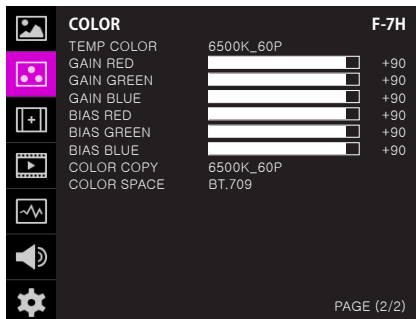 COLOR F-7H
TEMP COLOR 6500K_60P
GAIN RED +90
GAIN GREEN +90
GAIN BLUE +90
BIAS RED +90
BIAS GREEN +90
BIAS BLUE +90
COLOR COPY 6500K_60P
COLOR SPACE BT.709
PAGE (2/2)